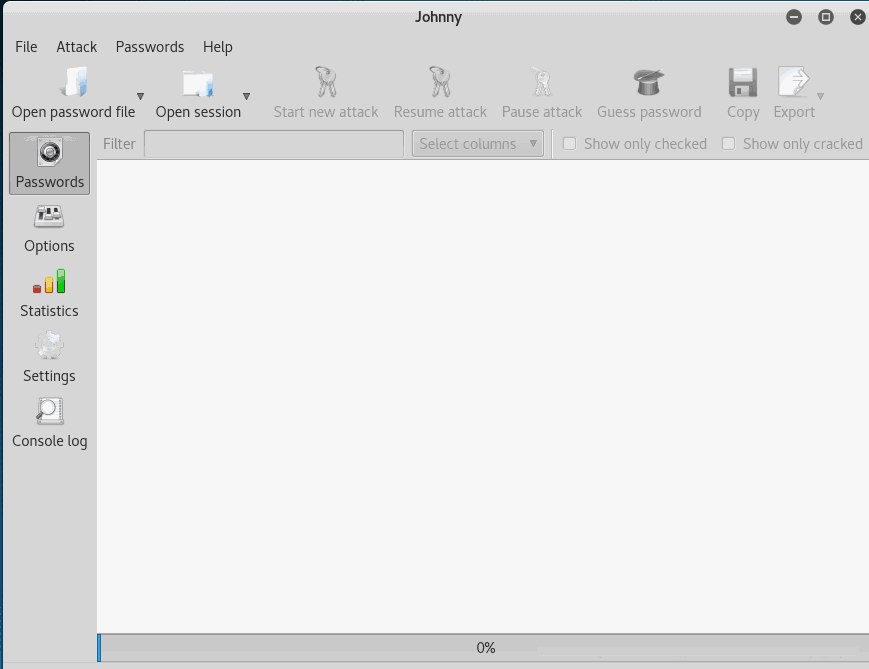 Johnny
File Attack Passwords Help
Open password file Open session Start new attack Resume attack Pause attack Guess password Copy Export
Filter Select columns Show only checked Show only cracked
Passwords
Options
Statistics
Settings
Console log
0%